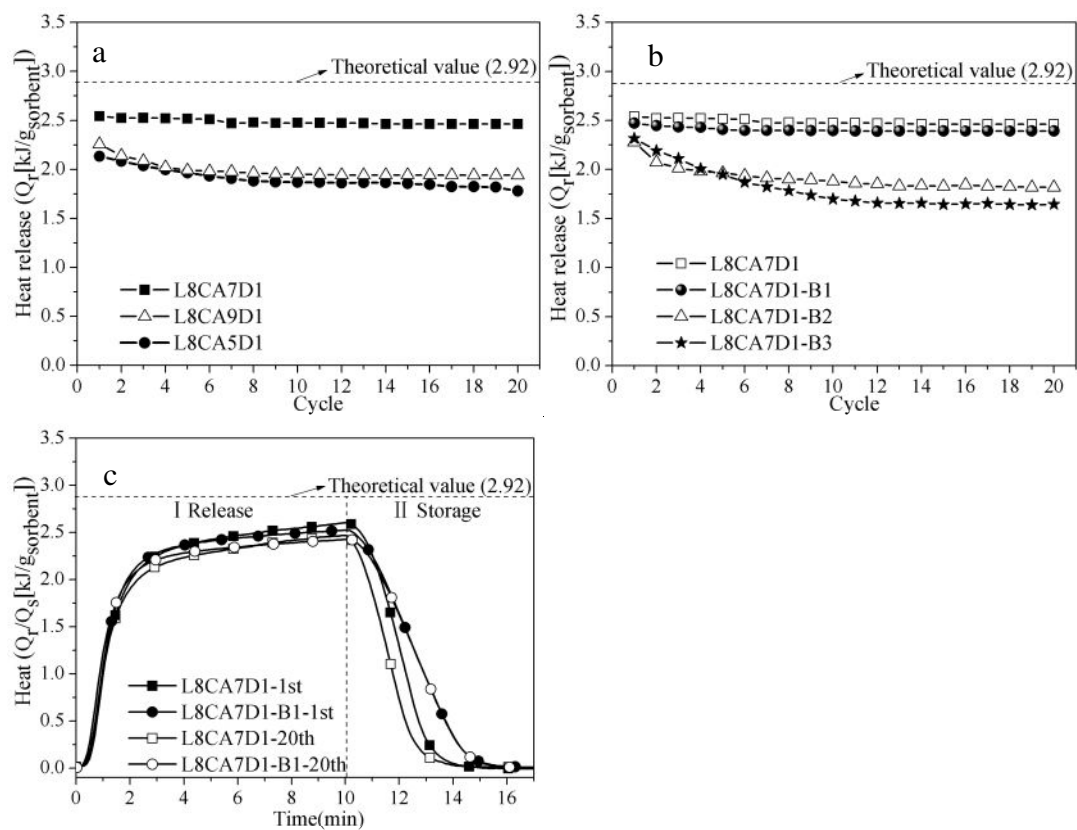 a
Theoretical value (2.92)
Heat release (Qr[kJ/gsorbent])
3.5
3.0
2.5
2.0
1.5
1.0
0.5
0.0
L8CA7D1
L8CA9D1
L8CA5D1
0 2 4 6 8 10 12 14 16 18 20
Cycle
b
Theoretical value (2.92)
Heat release (Qr[kJ/gsorbent])
3.5
3.0
2.5
2.0
1.5
1.0
0.5
0.0
L8CA7D1
L8CA7D1-B1
L8CA7D1-B2
L8CA7D1-B3
0 2 4 6 8 10 12 14 16 18 20
Cycle
c
Theoretical value (2.92)
I Release
II Storage
Heat (Qr/Qs[kJ/gsorbent])
3.5
3.0
2.5
2.0
1.5
1.0
0.5
0.0
L8CA7D1-1st
L8CA7D1-B1-1st
L8CA7D1-20th
L8CA7D1-B1-20th
0 2 4 6 8 10 12 14 16
Time(min)